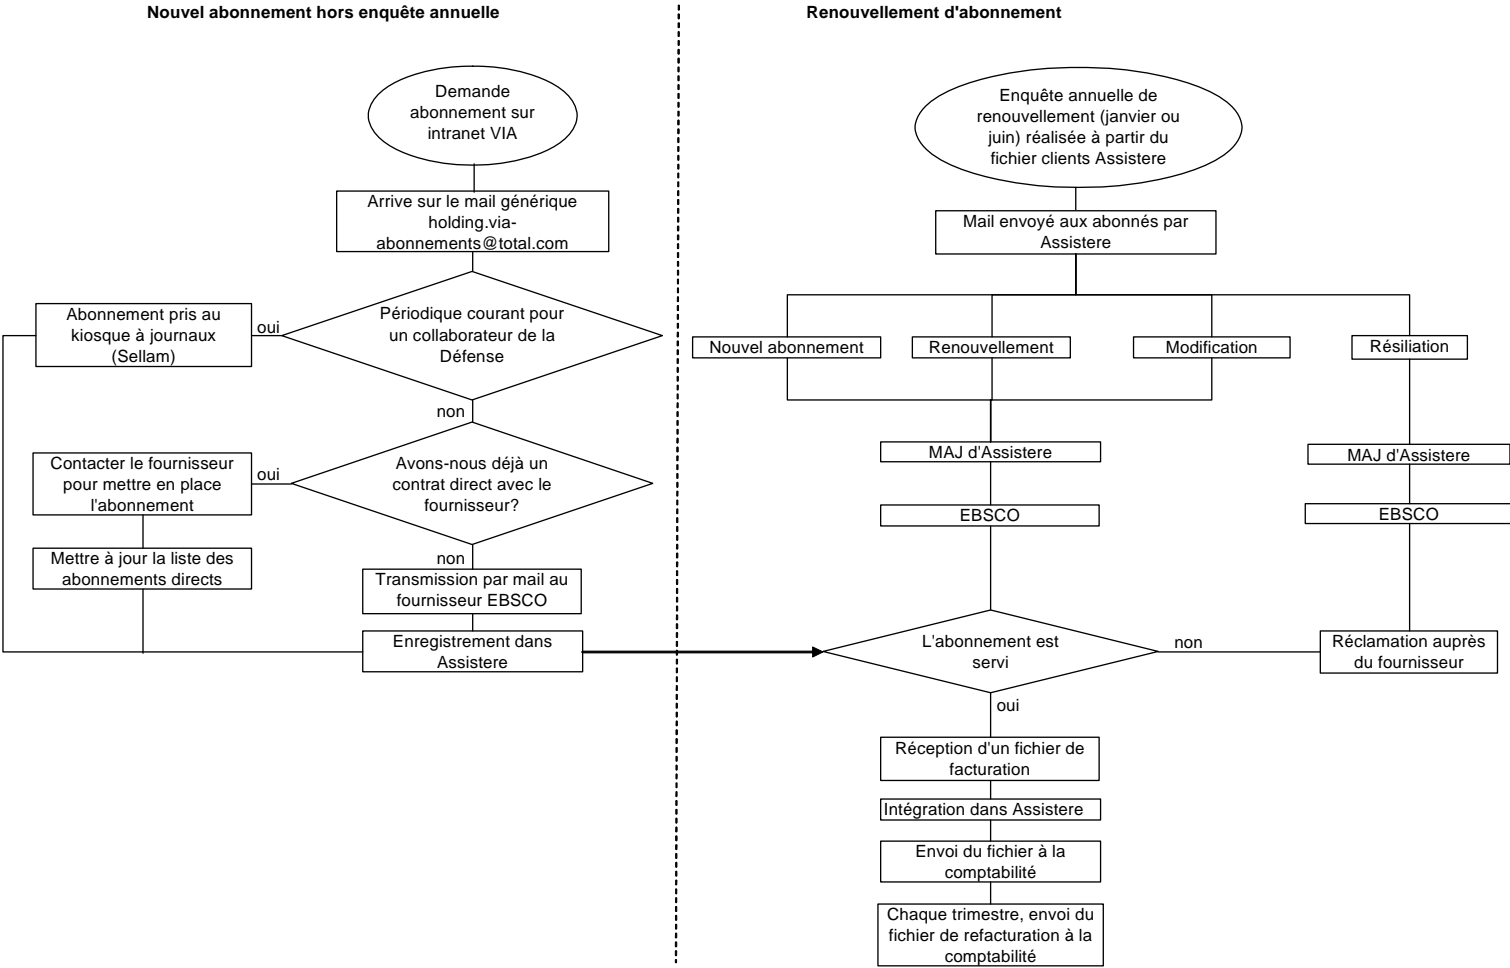 Nouvel abonnement hors enquête annuelle
Demande
abonnement sur
intranet VIA
Arrive sur le mail générique
holding.via-
abonnements@total.com
Périodique courant pour
un collaborateur de la
Défense
oui
Abonnement pris au
kiosque à journaux
(Sellam)
non
Avons-nous déjà un
contrat direct avec le
fournisseur?
oui
Contacter le fournisseur
pour mettre en place
l'abonnement
Mettre à jour la liste des
abonnements directs
non
Transmission par mail au
fournisseur EBSCO
Enregistrement dans
Assistere
Renouvellement d'abonnement
Enquête annuelle de
renouvellement (janvier ou
juin) réalisée à partir du
fichier clients Assistere
Mail envoyé aux abonnés par
Assistere
Nouvel abonnement
Renouvellement
Modification
Résiliation
MAJ d'Assistere
MAJ d'Assistere
EBSCO
EBSCO
L'abonnement est
servi
non
Réclamation auprès
du fournisseur
oui
Réception d'un fichier de
facturation
Intégration dans Assistere
Envoi du fichier à la
comptabilité
Chaque trimestre, envoi du
fichier de refacturation à la
comptabilité